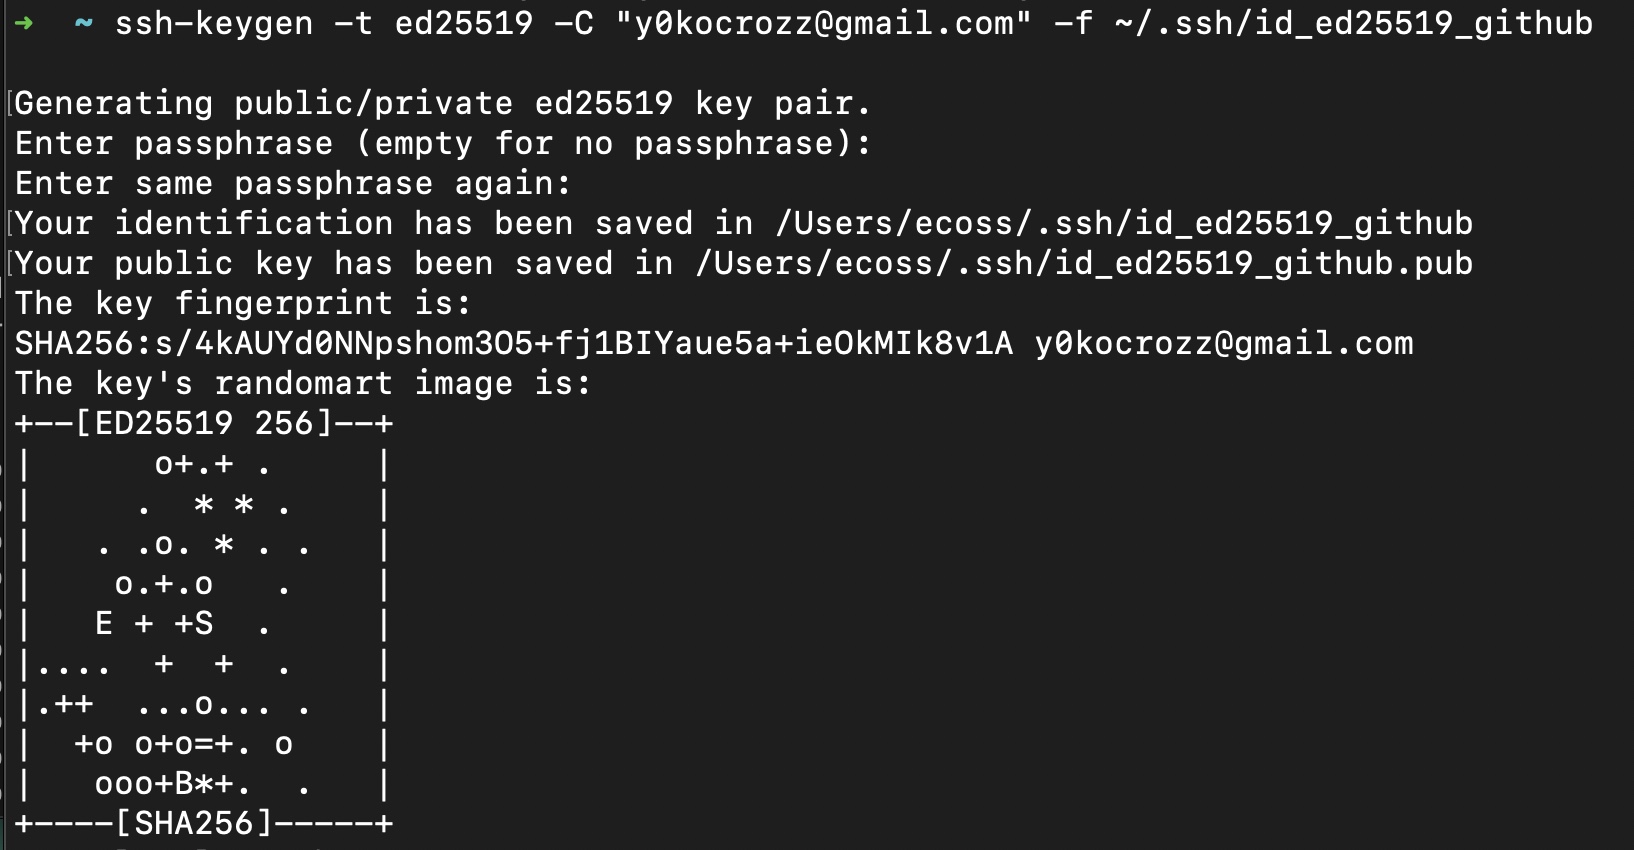 ➜  ~ ssh-keygen -t ed25519 -C "y0kocrozz@gmail.com" -f ~/.ssh/id_ed25519_github
Generating public/private ed25519 key pair.
Enter passphrase (empty for no passphrase):
Enter same passphrase again:
Your identification has been saved in /Users/ecoss/.ssh/id_ed25519_github
Your public key has been saved in /Users/ecoss/.ssh/id_ed25519_github.pub
The key fingerprint is:
SHA256:s/4kAUYd0NNpshom3O5+fj1BIYaue5a+ieOkMIk8v1A y0kocrozz@gmail.com
The key's randomart image is:
+--[ED25519 256]--+
|      o+.+ .     |
|     .  * * .    |
|   . .o. * . .   |
|    o.+.o   .    |
|   E + +S  .     |
|....  +  +  .    |
|.++  ...o... .   |
|  +o o+o=+. o    |
|   ooo+B*+.  .   |
+----[SHA256]-----+